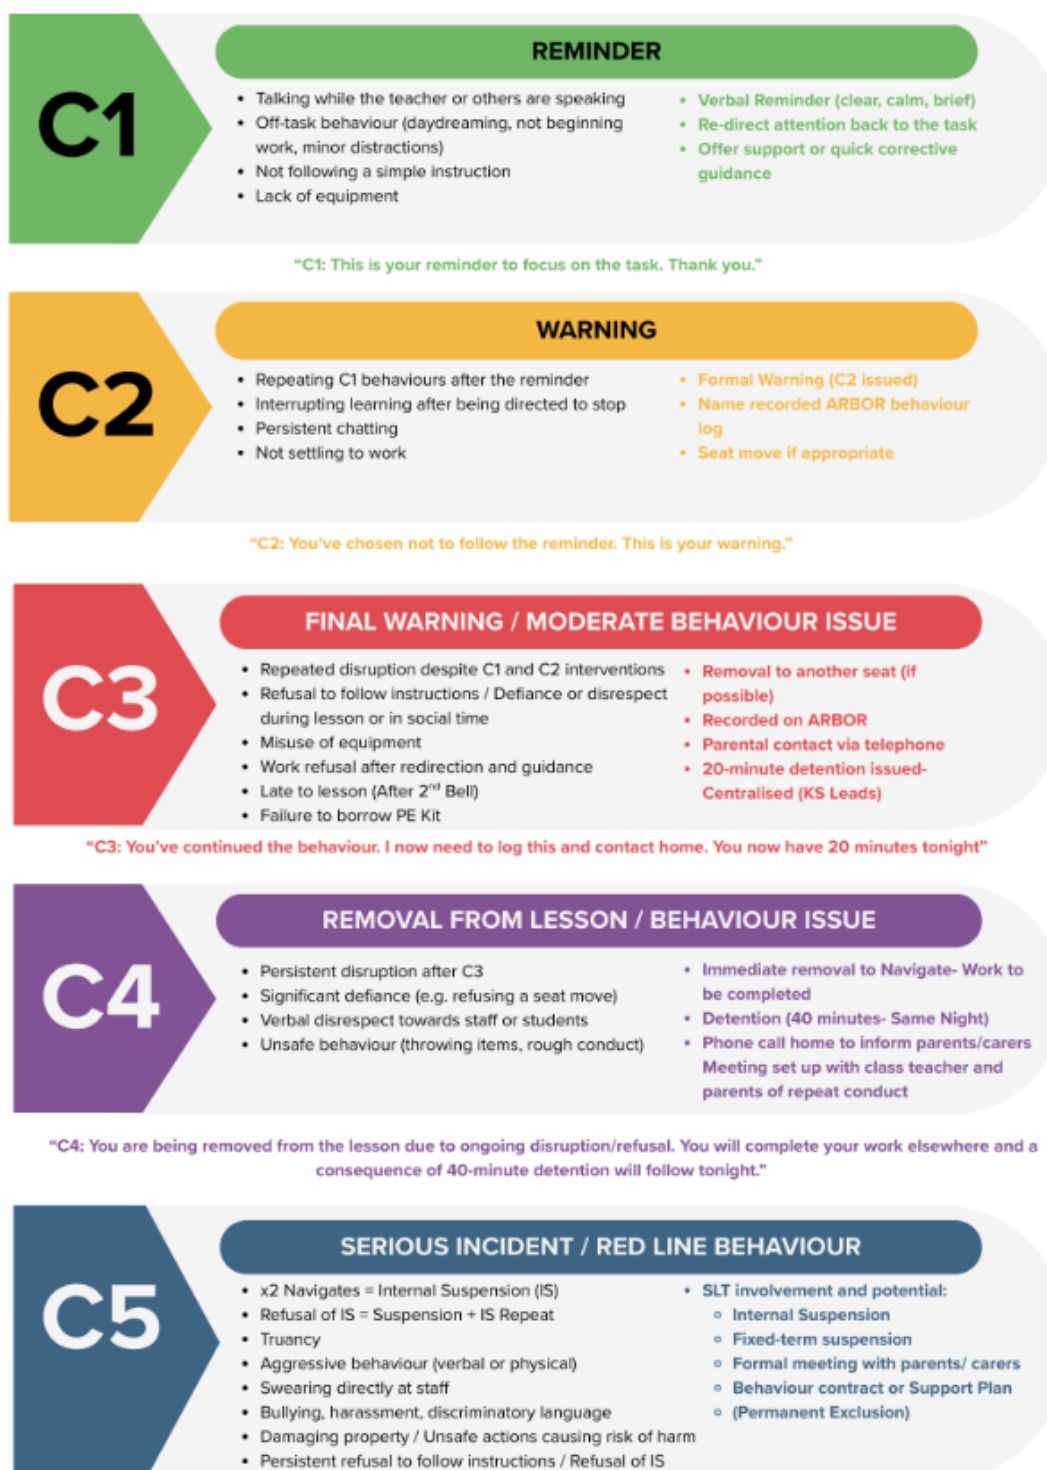 C1
REMINDER
• Talking while the teacher or others are speaking
• Off-task behaviour (daydreaming, not beginning
work, minor distractions)
• Not following a simple instruction
• Lack of equipment
• Verbal Reminder (clear, calm, brief)
• Re-direct attention back to the task
• Offer support or quick corrective
guidance
“C1: This is your reminder to focus on the task. Thank you.”
C2
WARNING
• Repeating C1 behaviours after the reminder
• Interrupting learning after being directed to stop
• Persistent chatting
• Not settling to work
• Formal Warning (C2 issued)
• Name recorded ARBOR behaviour
log
• Seat move if appropriate
“C2: You’ve chosen not to follow the reminder. This is your warning.”
C3
FINAL WARNING / MODERATE BEHAVIOUR ISSUE
• Repeated disruption despite C1 and C2 interventions
• Refusal to follow instructions / Defiance or disrespect
during lesson or in social time
• Misuse of equipment
• Work refusal after redirection and guidance
• Late to lesson (After 2nd Bell)
• Failure to borrow PE Kit
• Removal to another seat (if
possible)
• Recorded on ARBOR
• Parental contact via telephone
• 20-minute detention issued-
Centralised (KS Leads)
“C3: You’ve continued the behaviour. I now need to log this and contact home. You now have 20 minutes tonight”
C4
REMOVAL FROM LESSON / BEHAVIOUR ISSUE
• Persistent disruption after C3
• Significant defiance (e.g. refusing a seat move)
• Verbal disrespect towards staff or students
• Unsafe behaviour (throwing items, rough conduct)
• Immediate removal to Navigate- Work to
be completed
• Detention (40 minutes- Same Night)
• Phone call home to inform parents/carers
Meeting set up with class teacher and
parents of repeat conduct
“C4: You are being removed from the lesson due to ongoing disruption/refusal. You will complete your work elsewhere and a
consequence of 40-minute detention will follow tonight.”
C5
SERIOUS INCIDENT / RED LINE BEHAVIOUR
• x2 Navigates = Internal Suspension (IS)
• Refusal of IS = Suspension + IS Repeat
• Truancy
• Aggressive behaviour (verbal or physical)
• Swearing directly at staff
• Bullying, harassment, discriminatory language
• Damaging property / Unsafe actions causing risk of harm
• Persistent refusal to follow instructions / Refusal of IS
• SLT involvement and potential:
∘ Internal Suspension
∘ Fixed-term suspension
∘ Formal meeting with parents/ carers
∘ Behaviour contract or Support Plan
∘ (Permanent Exclusion)